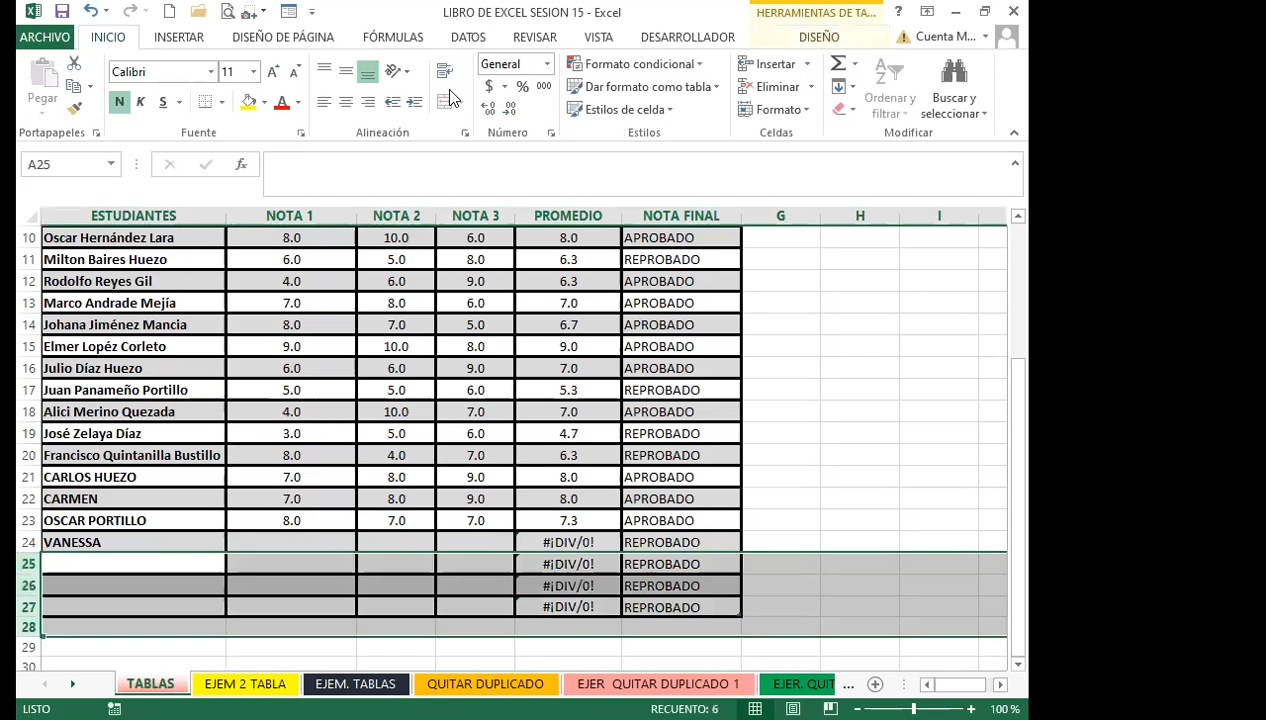 LIBRO DE EXCEL SESION 15 - Excel
HERRAMIENTAS DE TA...
ARCHIVO INICIO INSERTAR DISEÑO DE PÁGINA FÓRMULAS DATOS REVISAR VISTA DESARROLLADOR DISEÑO Cuenta M...
Pegar
Calibri 11
N K S
General
$ % 000
Formato condicional
Dar formato como tabla
Estilos de celda
Insertar
Eliminar
Formato
Ordenar y filtrar
Buscar y seleccionar
Portapapeles Fuente Alineación Número Estilos Celdas Modificar
A25 fx
ESTUDIANTES NOTA 1 NOTA 2 NOTA 3 PROMEDIO NOTA FINAL G H I
10 Oscar Hernández Lara 8.0 10.0 6.0 8.0 APROBADO
11 Milton Baires Huezo 6.0 5.0 8.0 6.3 REPROBADO
12 Rodolfo Reyes Gil 4.0 6.0 9.0 6.3 APROBADO
13 Marco Andrade Mejía 7.0 8.0 6.0 7.0 APROBADO
14 Johana Jiménez Mancia 8.0 7.0 5.0 6.7 APROBADO
15 Elmer Lopéz Corleto 9.0 10.0 8.0 9.0 APROBADO
16 Julio Díaz Huezo 6.0 6.0 9.0 7.0 APROBADO
17 Juan Panameño Portillo 5.0 5.0 6.0 5.3 REPROBADO
18 Alici Merino Quezada 4.0 10.0 7.0 7.0 APROBADO
19 José Zelaya Díaz 3.0 5.0 6.0 4.7 REPROBADO
20 Francisco Quintanilla Bustillo 8.0 4.0 7.0 6.3 REPROBADO
21 CARLOS HUEZO 7.0 8.0 9.0 8.0 APROBADO
22 CARMEN 7.0 8.0 9.0 8.0 APROBADO
23 OSCAR PORTILLO 8.0 7.0 7.0 7.3 APROBADO
24 VANESSA #¡DIV/0! REPROBADO
25 #¡DIV/0! REPROBADO
26 #¡DIV/0! REPROBADO
27 #¡DIV/0! REPROBADO
28
29
30
TABLAS EJEM 2 TABLA EJEM. TABLAS QUITAR DUPLICADO EJER QUITAR DUPLICADO 1 EJER. QUIT ...
LISTO RECUENTO: 6 100 %